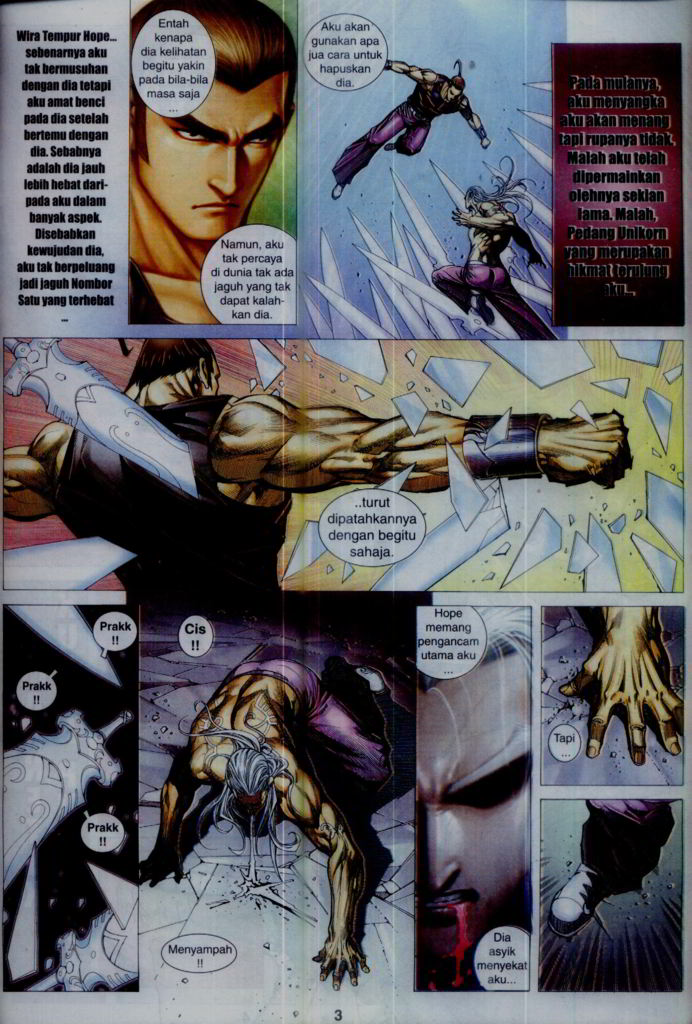 Wira Tempur Hope...
sebenarnya aku
tak bermusuhan
dengan dia tetapi
aku amat benci
pada dia setelah
bertemu dengan
dia. Sebabnya
adalah dia jauh
lebih hebat dari-
pada aku dalam
banyak aspek.
Disebabkan
kewujudan dia,
aku tak berpeluang
jadi jaguh Nombor
Satu yang terhebat
...
Entah
kenapa
dia kelihatan
begitu yakin
pada bila-bila
masa saja
...
Namun, aku
tak percaya
di dunia tak ada
jaguh yang tak
dapat kalah-
kan dia.
Aku akan
gunakan apa
jua cara untuk
hapuskan
dia.
Pada mulanya,
aku menyangka
aku akan menang
tapi rupanya tidak.
Malah aku telah
dipermainkan
olehnya sekian
lama. Malah,
Pedang Unikorn
yang merupakan
hikmat terulung
aku...
..turut
dipatahkannya
dengan begitu
sahaja.
Prakk
!!
Prakk
!!
Prakk
!!
Cis
!!
Menyampah
!!
Hope
memang
pengancam
utama aku
...
Dia
asyik
menyekat
aku...
Tapi
...
3